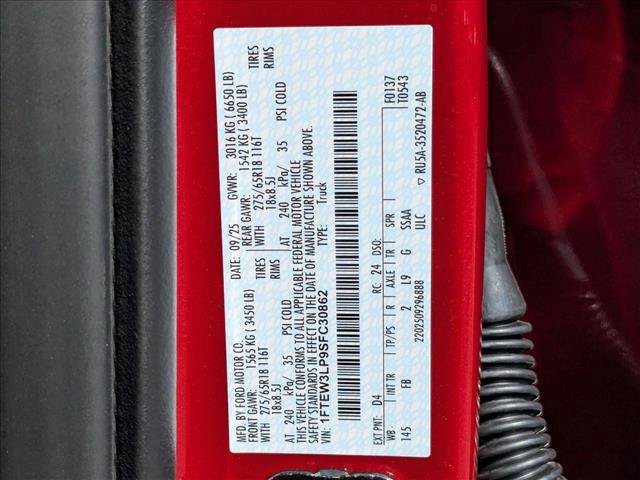 MFD. BY FORD MOTOR CO. DATE: 09/25 GVWR: 3016 KG ( 6650 LB)
FRONT GAWR: 1565 KG ( 3450 LB) REAR GAWR: 1542 KG ( 3400 LB)
WITH 275/65R18 116T TIRES WITH 275/65R18 116T TIRES
18x8.5J RIMS 18x8.5J RIMS
AT 240 kPa/ 35 PSI COLD AT 240 kPa/ 35 PSI COLD
THIS VEHICLE CONFORMS TO ALL APPLICABLE FEDERAL MOTOR VEHICLE
SAFETY STANDARDS IN EFFECT ON THE DATE OF MANUFACTURE SHOWN ABOVE.
VIN: 1FTEW3LP9SFC30862 TYPE: Truck
F0137
T0543
EXT PNT: D4 RC: 24 DSO:
WB INT TR TP/PS R AXLE TR SPR
145 FB 2 L9 G SSAA
2202509296888 ULC
▽ RU5A-3520472-AB